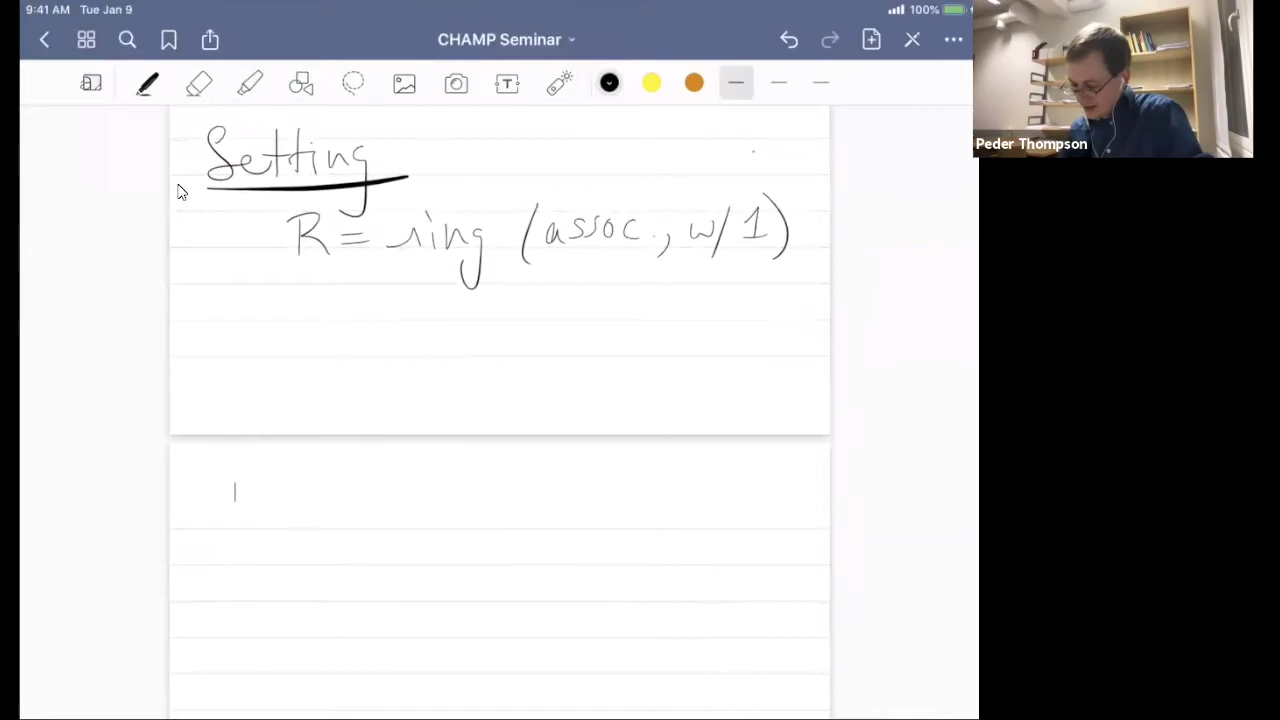 9:41 AM Tue Jan 9
100%
CHAMP Seminar
T
Peder Thompson
Setting
R = ring (assoc., w/ 1)